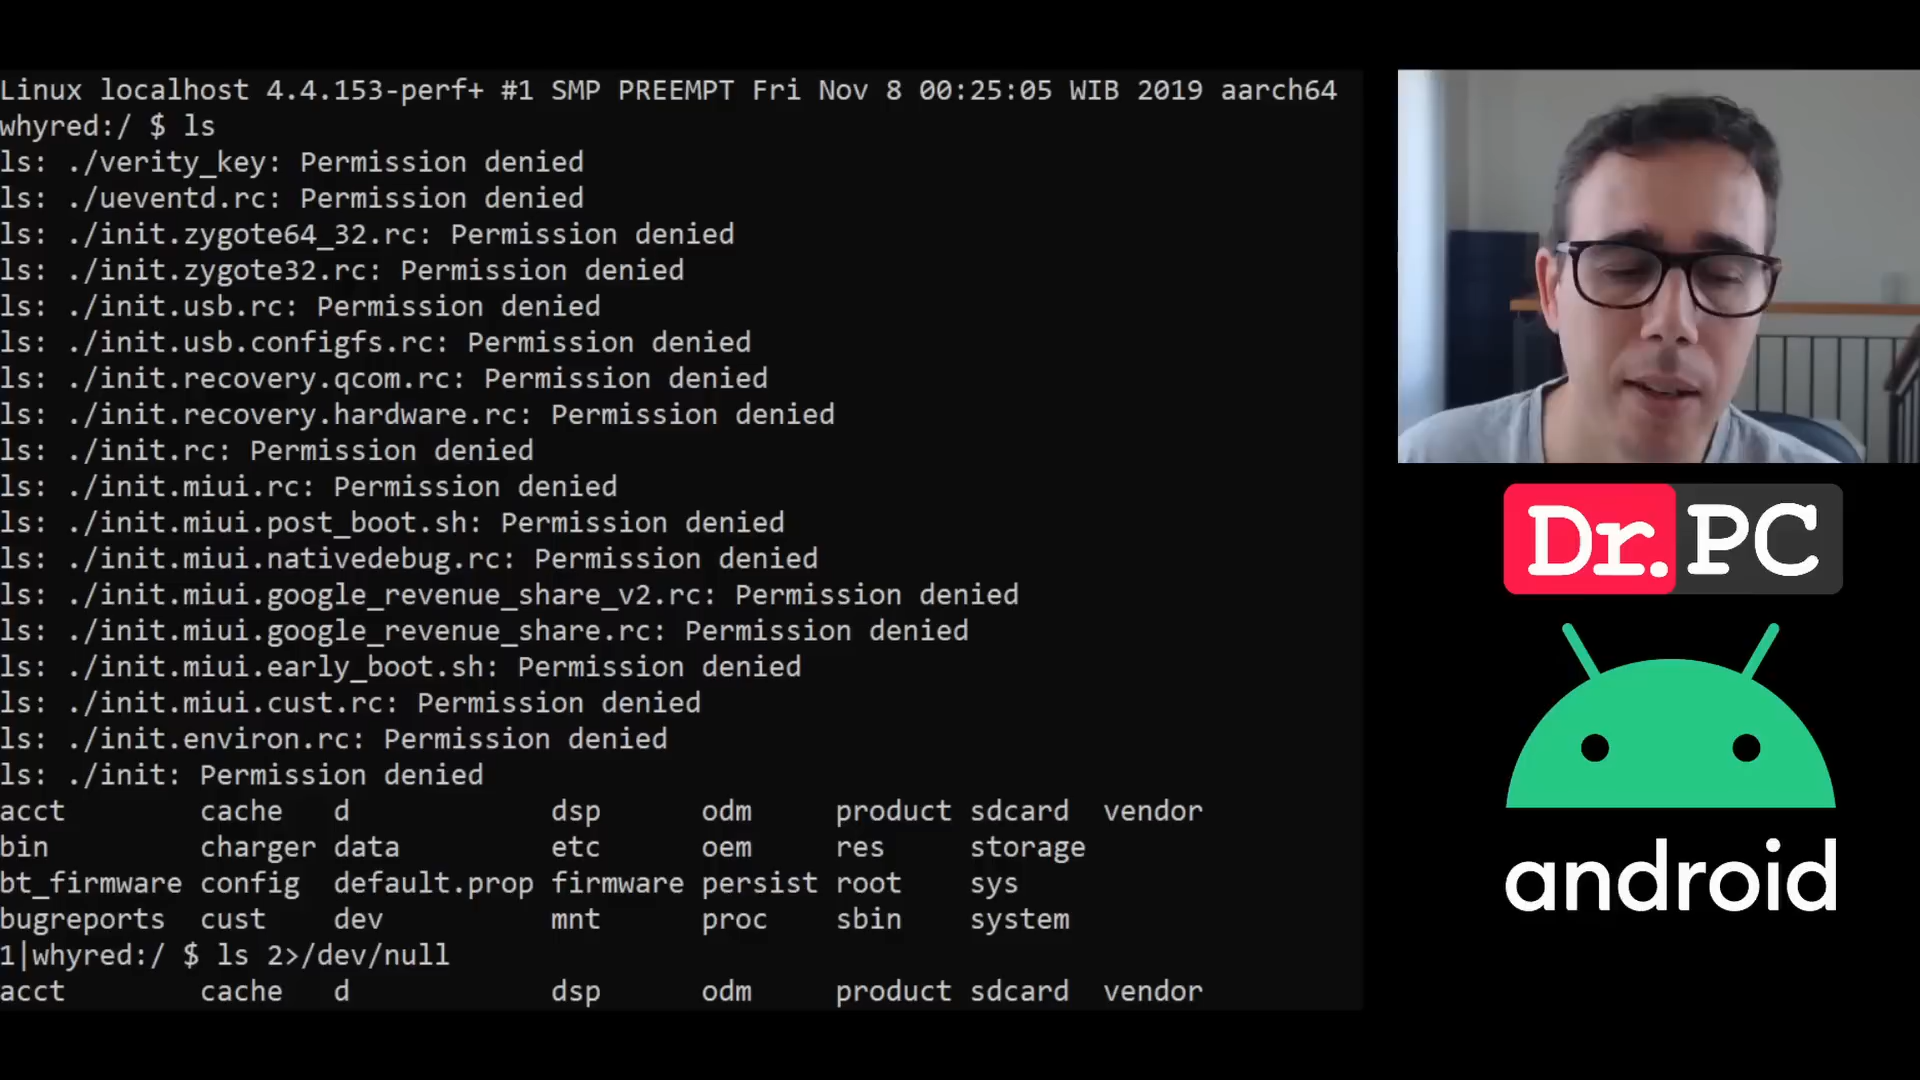 Linux localhost 4.4.153-perf+ #1 SMP PREEMPT Fri Nov 8 00:25:05 WIB 2019 aarch64
whyred:/ $ ls
ls: ./verity_key: Permission denied
ls: ./ueventd.rc: Permission denied
ls: ./init.zygote64_32.rc: Permission denied
ls: ./init.zygote32.rc: Permission denied
ls: ./init.usb.rc: Permission denied
ls: ./init.usb.configfs.rc: Permission denied
ls: ./init.recovery.qcom.rc: Permission denied
ls: ./init.recovery.hardware.rc: Permission denied
ls: ./init.rc: Permission denied
ls: ./init.miui.rc: Permission denied
ls: ./init.miui.post_boot.sh: Permission denied
ls: ./init.miui.nativedebug.rc: Permission denied
ls: ./init.miui.google_revenue_share_v2.rc: Permission denied
ls: ./init.miui.google_revenue_share.rc: Permission denied
ls: ./init.miui.early_boot.sh: Permission denied
ls: ./init.miui.cust.rc: Permission denied
ls: ./init.environ.rc: Permission denied
ls: ./init: Permission denied
acct cache d dsp odm product sdcard vendor
bin charger data etc oem res storage
bt_firmware config default.prop firmware persist root sys
bugreports cust dev mnt proc sbin system
1|whyred:/ $ ls 2>/dev/null
acct cache d dsp odm product sdcard vendor
Dr. PC
android